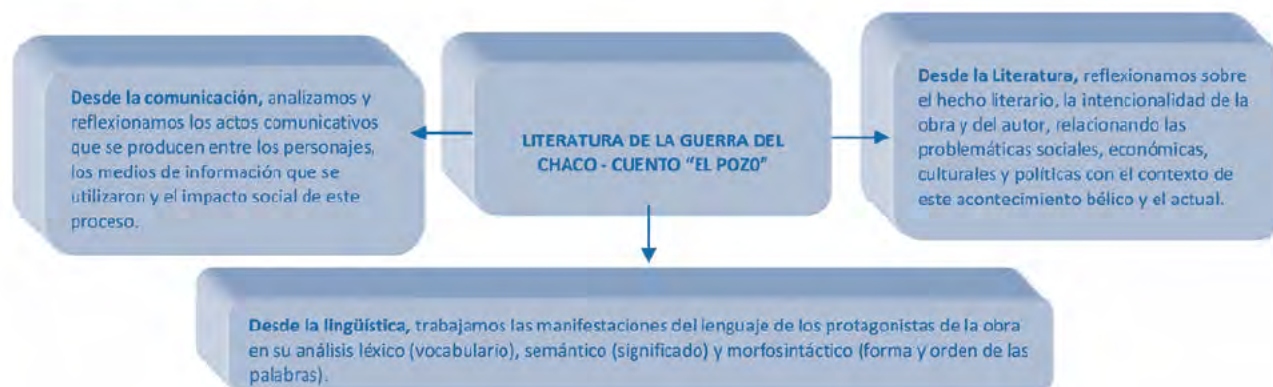 Desde la comunicación, analizamos y
reflexionamos los actos comunicativos
que se producen entre los personajes,
los medios de información que se
utilizaron y el impacto social de este
proceso.
LITERATURA DE LA GUERRA DEL
CHACO - CUENTO “EL POZO”
Desde la Literatura, reflexionamos sobre
el hecho literario, la intencionalidad de la
obra y del autor, relacionando las
problemáticas sociales, económicas,
culturales y políticas con el contexto de
este acontecimiento bélico y el actual.
Desde la lingüística, trabajamos las manifestaciones del lenguaje de los protagonistas de la obra
en su análisis léxico (vocabulario), semántico (significado) y morfosintáctico (forma y orden de las
palabras).